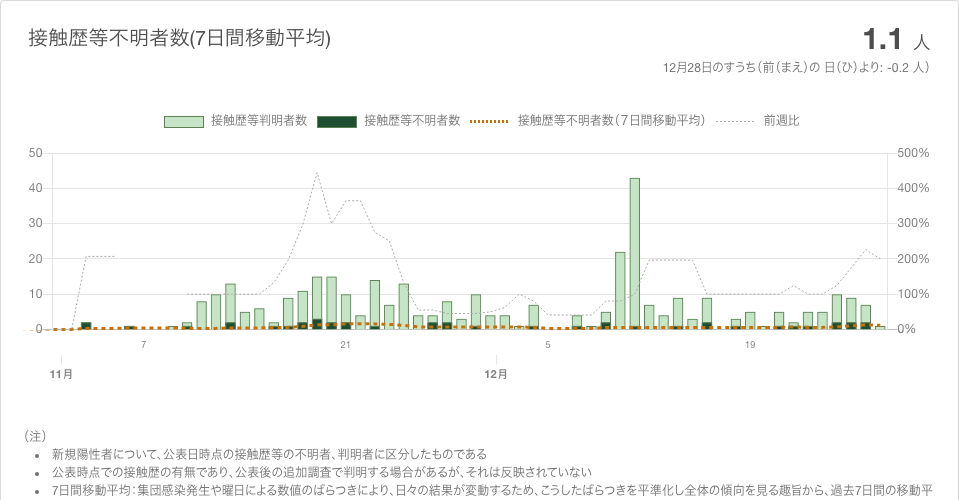 接触歴等不明者数(7日間移動平均)
1.1 人
12月28日のすうち（前（まえ）の 日（ひ）より: -0.2 人）
接触歴等判明者数 接触歴等不明者数 接触歴等不明者数（7日間移動平均） 前週比
50 500%
40 400%
30 300%
20 200%
10 100%
0 0%
7 21 5 19
11月 12月
（注）
• 新規陽性者について、公表日時点の接触歴等の不明者、判明者に区分したものである
• 公表時点での接触歴の有無であり、公表後の追加調査で判明する場合があるが、それは反映されていない
• 7日間移動平均：集団感染発生や曜日による数値のばらつきにより、日々の結果が変動するため、こうしたばらつきを平準化し全体の傾向を見る趣旨から、過去7日間の移動平